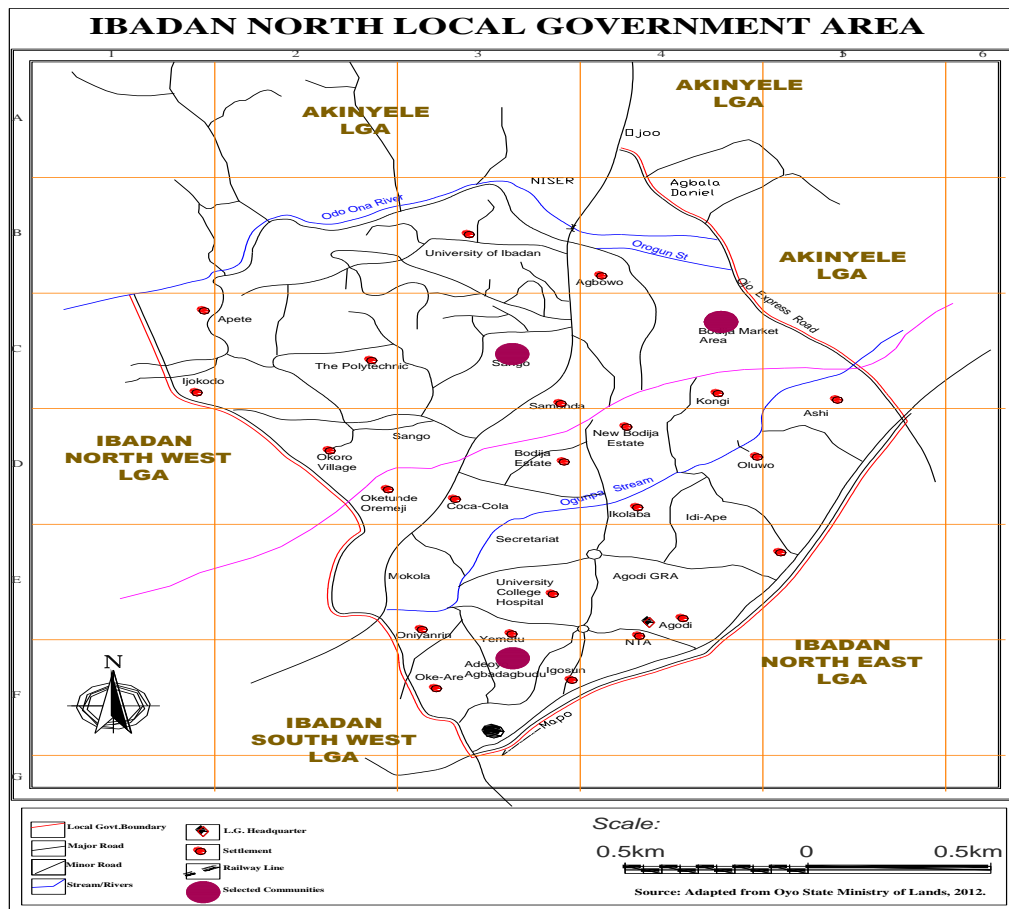 IBADAN NORTH LOCAL GOVERNMENT AREA
1 2 3 4 5 6
A
B
C
D
E
F
G
AKINYELE
LGA
AKINYELE
LGA
Ojoo
NISER
Agbala
Daniel
Odo Ona River
University of Ibadan
Orogun St
AKINYELE
LGA
Agbowo
Ojo Express Road
Apete
Bodija Market
Area
The Polytechnic
Sango
Ijokodo
Samonda
Kongi
Ashi
IBADAN
NORTH WEST
LGA
Sango
New Bodija
Estate
Okoro
Village
Bodija
Estate
Oluwo
Oketunde
Oremeji
Coca-Cola
Ogunpa Stream
Ikolaba
Idi-Ape
Secretariat
Mokola
University
College
Hospital
Agodi GRA
Oniyanrin
Yemetu
NTA
Agodi
IBADAN
NORTH EAST
LGA
Oke-Are
Adeoyo
Agbadagbudu
Igosun
Mapo
N
IBADAN
SOUTH WEST
LGA
Local Govt.Boundary
Major Road
Minor Road
Stream/Rivers
L.G. Headquarter
Settlement
Railway Line
Selected Communities
Scale:
0.5km 0 0.5km
Source: Adapted from Oyo State Ministry of Lands, 2012.